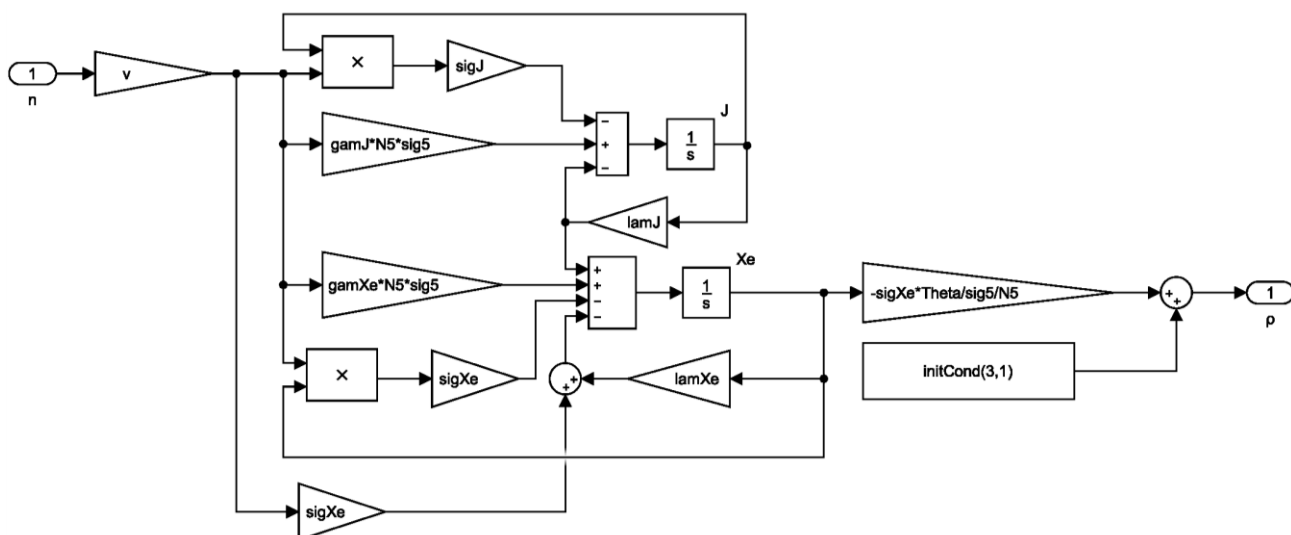 1
n
v
×
sigJ
gamJ*N5*sig5
−
+
−
J
1
s
lamJ
gamXe*N5*sig5
+
+
−
−
Xe
1
s
-sigXe*Theta/sig5/N5
+
+
1
ρ
×
sigXe
+
+
lamXe
initCond(3,1)
sigXe